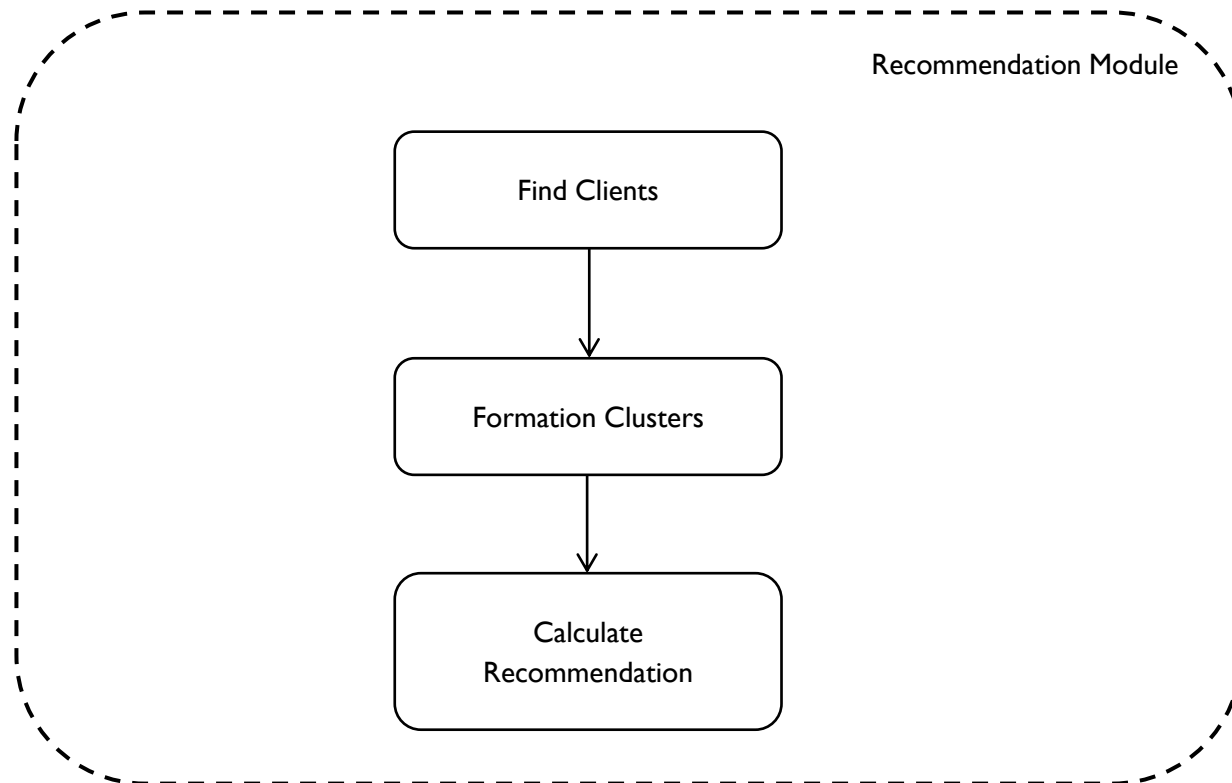 Recommendation Module
Find Clients
Formation Clusters
Calculate
Recommendation